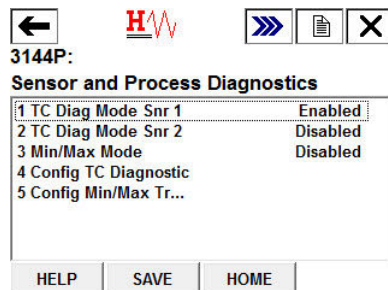 H
3144P:
Sensor and Process Diagnostics
1 TC Diag Mode Snr 1 Enabled
2 TC Diag Mode Snr 2 Disabled
3 Min/Max Mode Disabled
4 Config TC Diagnostic
5 Config Min/Max Tr...
HELP SAVE HOME